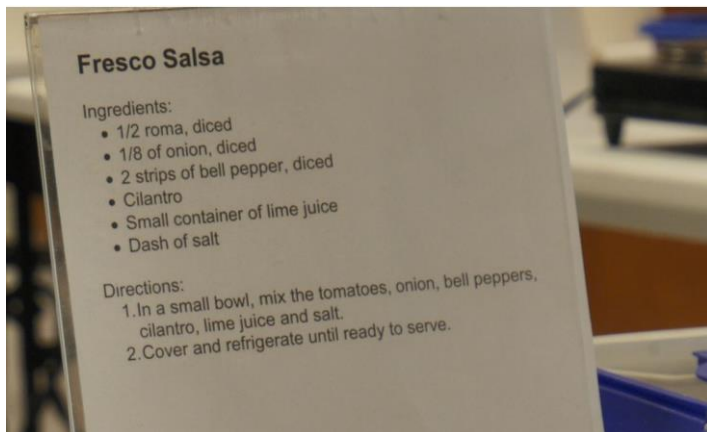 Fresco Salsa
Ingredients:
• 1/2 roma, diced
• 1/8 of onion, diced
• 2 strips of bell pepper, diced
• Cilantro
• Small container of lime juice
• Dash of salt
Directions:
1.In a small bowl, mix the tomatoes, onion, bell peppers,
cilantro, lime juice and salt.
2.Cover and refrigerate until ready to serve.